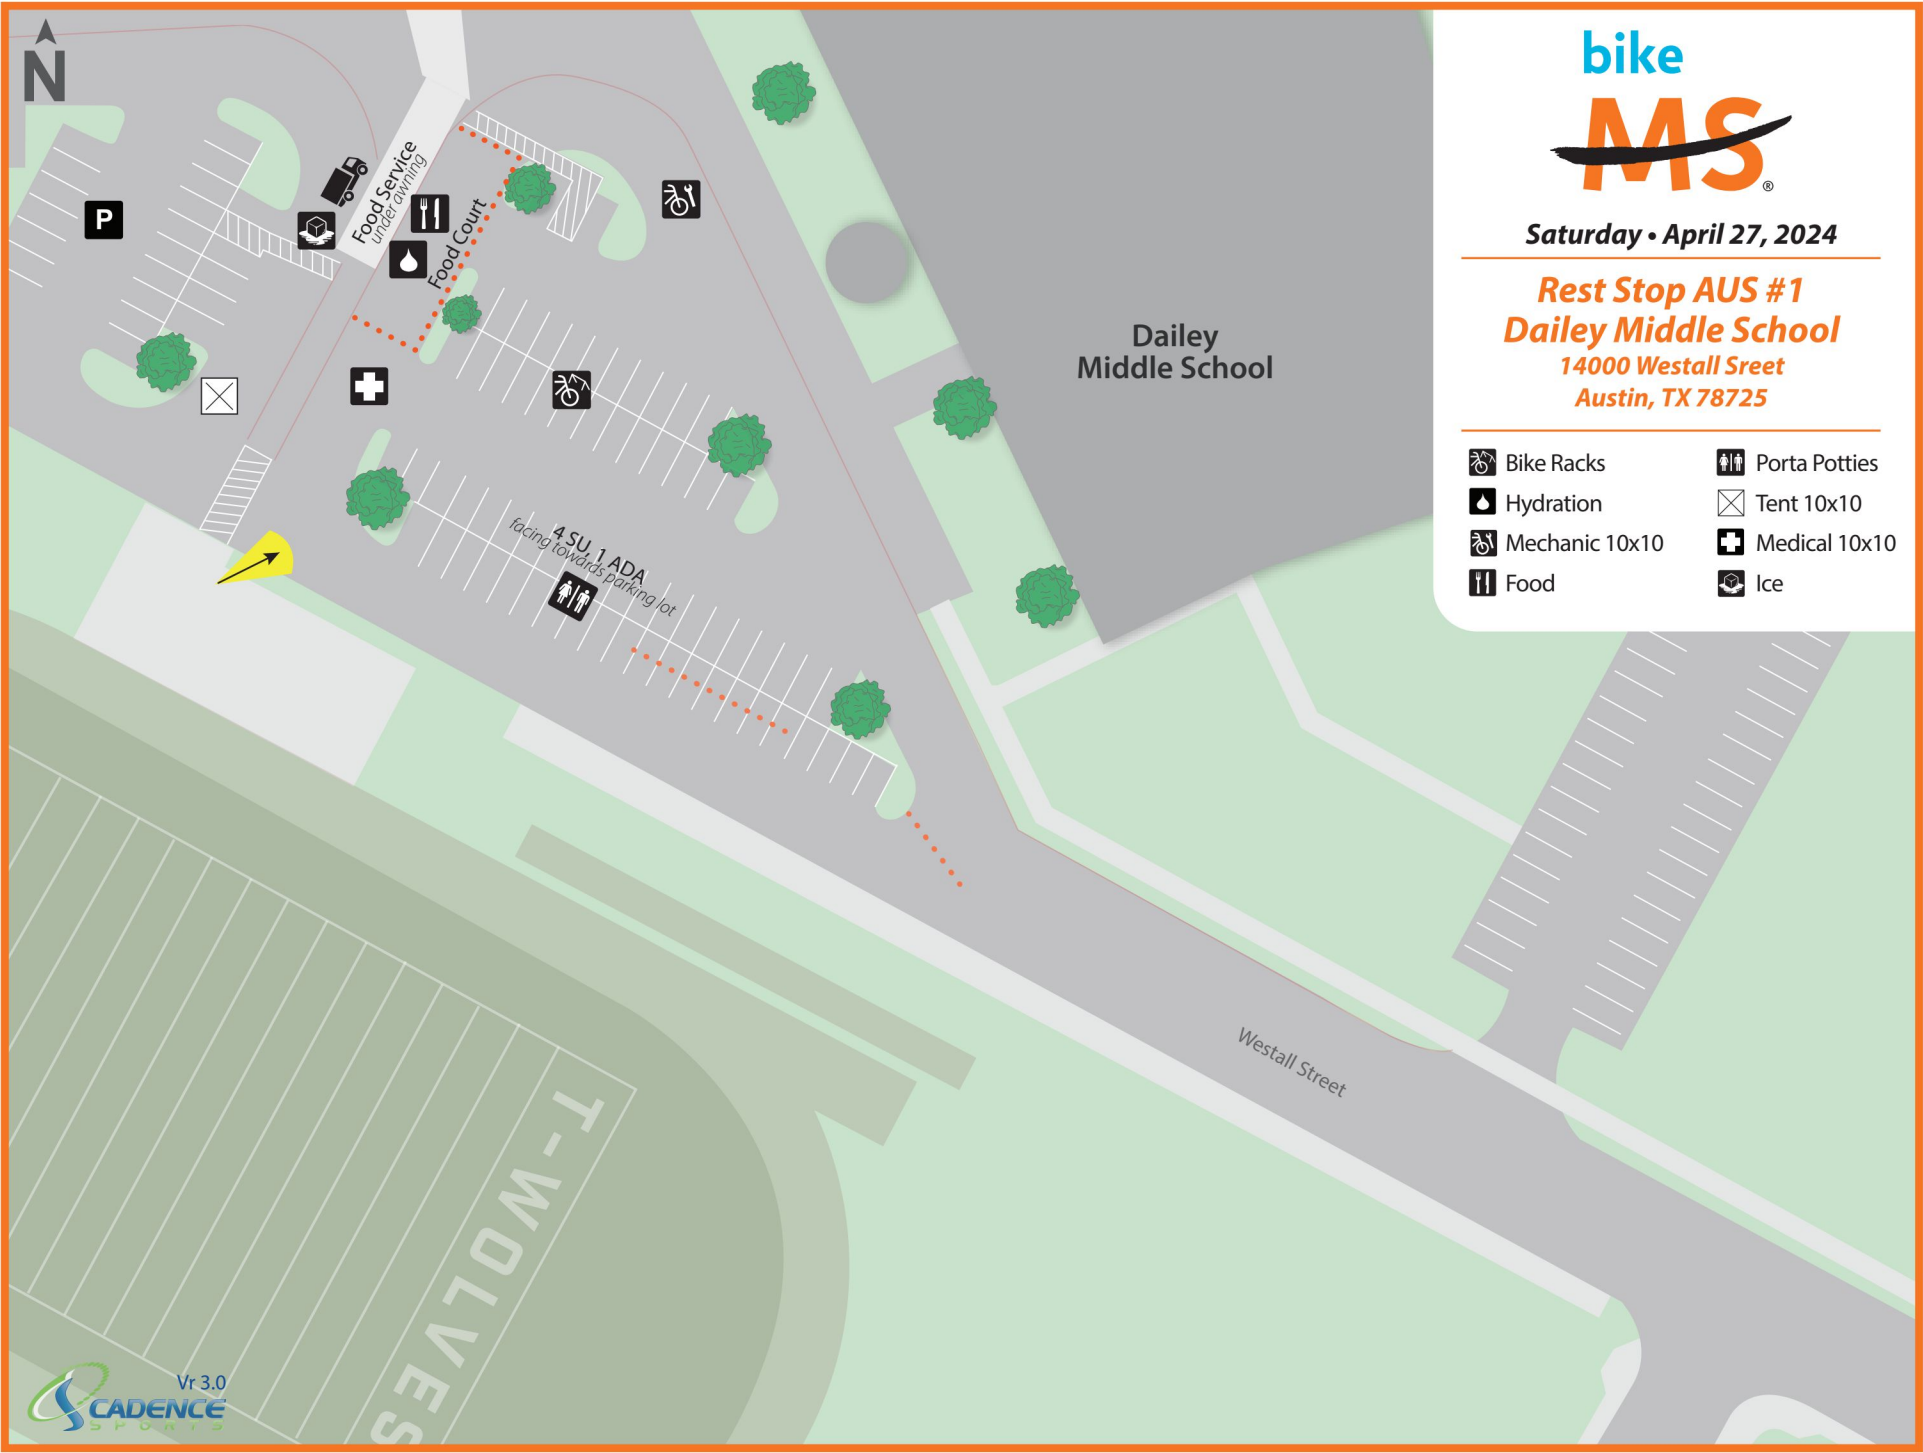 N
P
Food Service
under awning
Food Court
4 SU, 1 ADA
facing towards parking lot
Dailey
Middle School
Westall Street
T-WOLVES
bike
MS®
Saturday • April 27, 2024
Rest Stop AUS #1
Dailey Middle School
14000 Westall Sreet
Austin, TX 78725
Bike Racks
Hydration
Mechanic 10x10
Food
Porta Potties
Tent 10x10
Medical 10x10
Ice
Vr 3.0
CADENCE
SPORTS